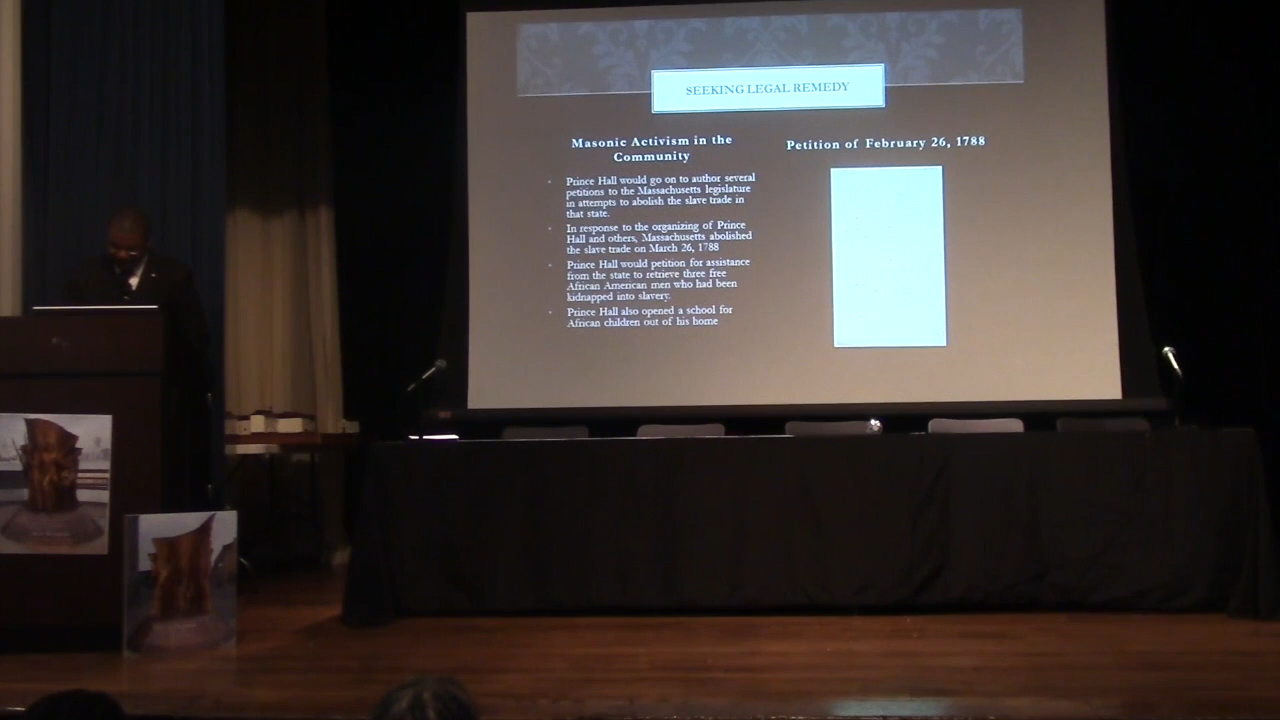 SEEKING LEGAL REMEDY
Masonic Activism in the
Community
Prince Hall would go on to author several
petitions to the Massachusetts legislature
in attempts to abolish the slave trade in
that state.
In response to the organizing of Prince
Hall and others, Massachusetts abolished
the slave trade on March 26, 1788
Prince Hall would petition for assistance
from the state to retrieve three free
African American men who had been
kidnapped into slavery.
Prince Hall also opened a school for
African children out of his home
Petition of February 26, 1788